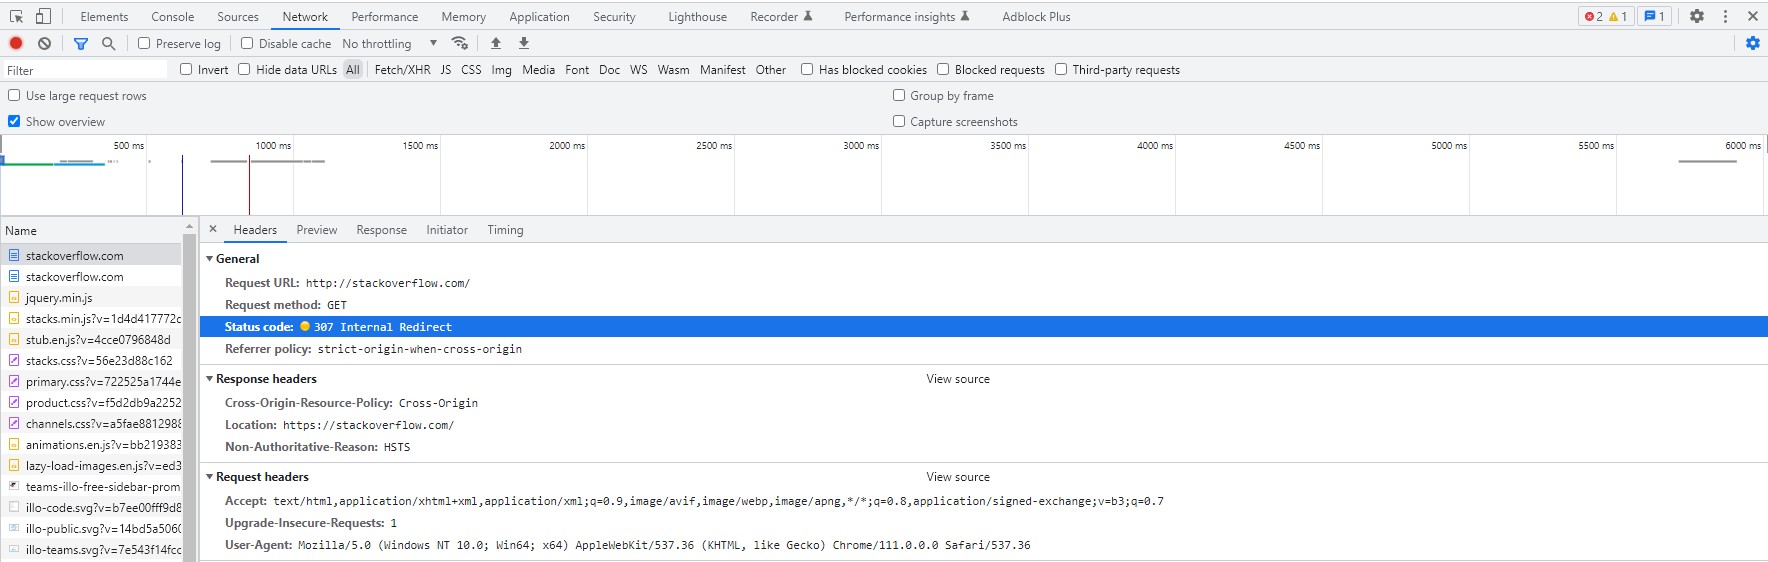 Elements Console Sources Network Performance Memory Application Security Lighthouse Recorder Performance insights Adblock Plus 2 1 1
Preserve log Disable cache No throttling
Filter Invert Hide data URLs All Fetch/XHR JS CSS Img Media Font Doc WS Wasm Manifest Other Has blocked cookies Blocked requests Third-party requests
Use large request rows Group by frame
Show overview Capture screenshots
500 ms 1000 ms 1500 ms 2000 ms 2500 ms 3000 ms 3500 ms 4000 ms 4500 ms 5000 ms 5500 ms 6000 ms
Name
stackoverflow.com
stackoverflow.com
jquery.min.js
stacks.min.js?v=1d4d417772c
stub.en.js?v=4cce0796848d
stacks.css?v=56e23d88c162
primary.css?v=722525a1744e
product.css?v=f5d2db9a2252
channels.css?v=a5fae8812988
animations.en.js?v=bb219383
lazy-load-images.en.js?v=ed3
teams-illo-free-sidebar-prom
illo-code.svg?v=b7ee00fff9d8
illo-public.svg?v=14bd5a5060
illo-teams.svg?v=7e543f14fcc
Headers Preview Response Initiator Timing
General
Request URL: http://stackoverflow.com/
Request method: GET
Status code: 307 Internal Redirect
Referrer policy: strict-origin-when-cross-origin
Response headers View source
Cross-Origin-Resource-Policy: Cross-Origin
Location: https://stackoverflow.com/
Non-Authoritative-Reason: HSTS
Request headers View source
Accept: text/html,application/xhtml+xml,application/xml;q=0.9,image/avif,image/webp,image/apng,*/*;q=0.8,application/signed-exchange;v=b3;q=0.7
Upgrade-Insecure-Requests: 1
User-Agent: Mozilla/5.0 (Windows NT 10.0; Win64; x64) AppleWebKit/537.36 (KHTML, like Gecko) Chrome/111.0.0.0 Safari/537.36